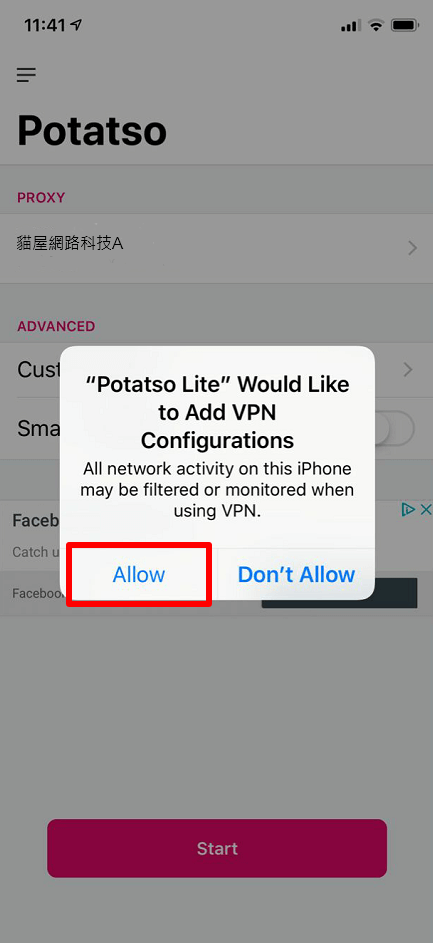 11:41
Potatso
PROXY
貓屋網路科技A
ADVANCED
Cust
Sma
“Potatso Lite” Would Like
to Add VPN
Configurations
All network activity on this iPhone
may be filtered or monitored when
using VPN.
Allow
Don’t Allow
Faceb
Catch u
Facebook
Start